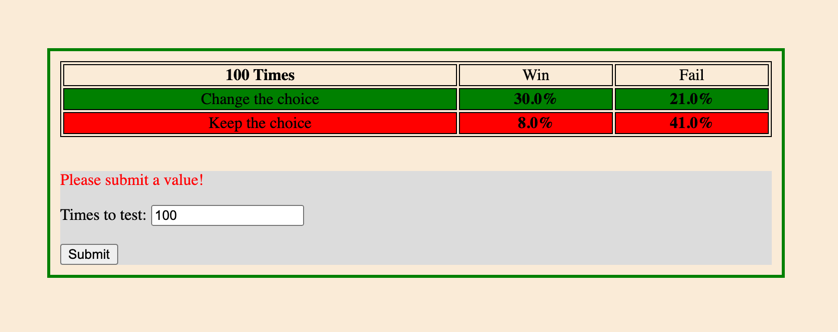 100 Times Win Fail
Change the choice 30.0% 21.0%
Keep the choice 8.0% 41.0%
Please submit a value!
Times to test: 100
Submit